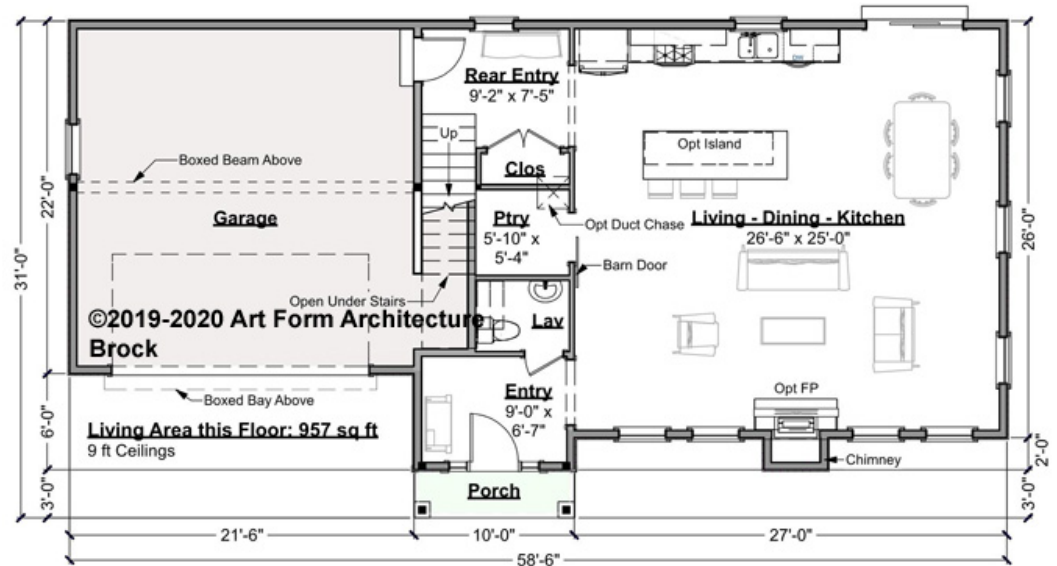 Rear Entry
9'-2" x 7'-5"
DW
Up
Boxed Beam Above
Clos
Opt Island
Garage
Ptry
5'-10" x
5'-4"
Opt Duct Chase
Living - Dining - Kitchen
26'-6" x 25'-0"
Barn Door
Open Under Stairs
©2019-2020 Art Form Architecture
Brock
Lav
Boxed Bay Above
Entry
9'-0" x
6'-7"
Opt FP
Living Area this Floor: 957 sq ft
9 ft Ceilings
Chimney
Porch
31'-0"
22'-0"
6'-0"
3'-0"
26'-0"
2'-0"
3'-0"
21'-6"
10'-0"
27'-0"
58'-6"